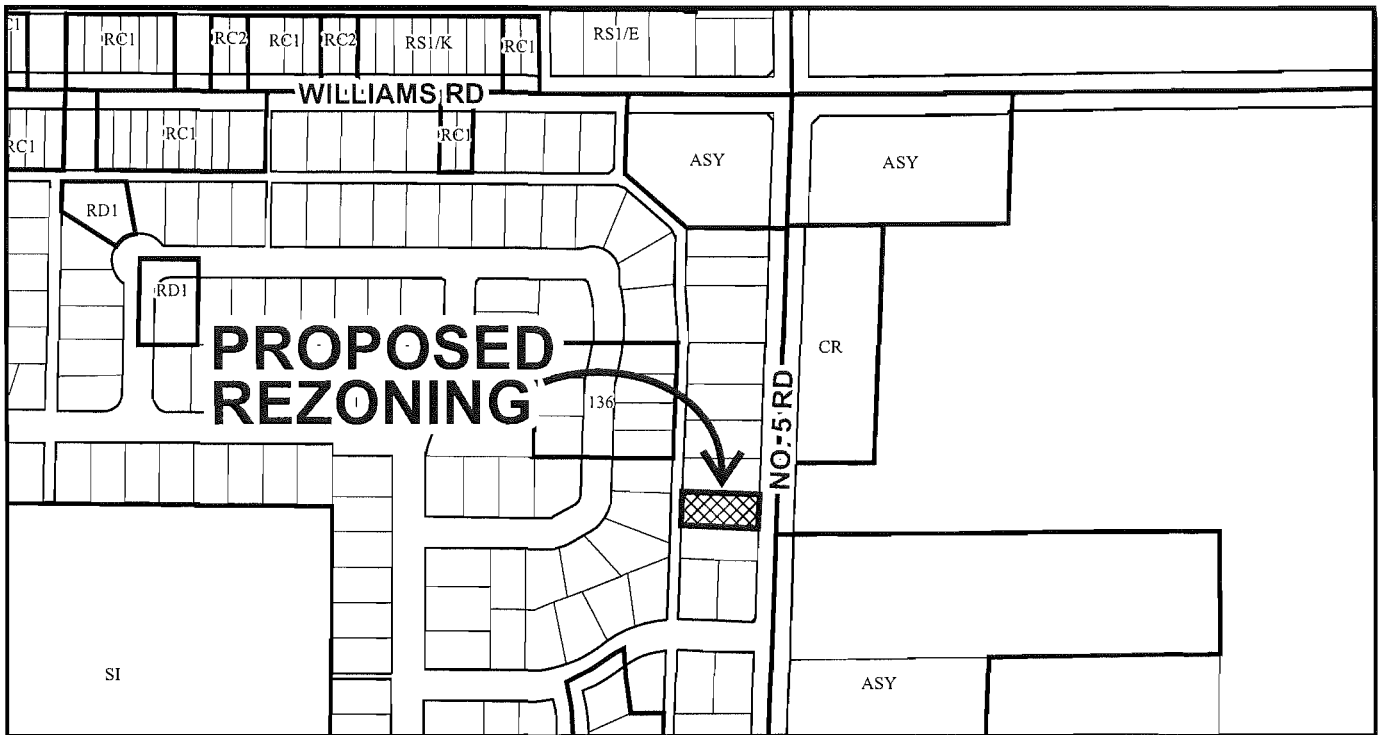 C1
RC1
RC2
RC1
RC2
RS1/K
RC1
RS1/E
WILLIAMS RD
RC1
RC1
RC1
ASY
ASY
RD1
RD1
PROPOSED
REZONING
136
CR
NO. 5 RD
SI
ASY